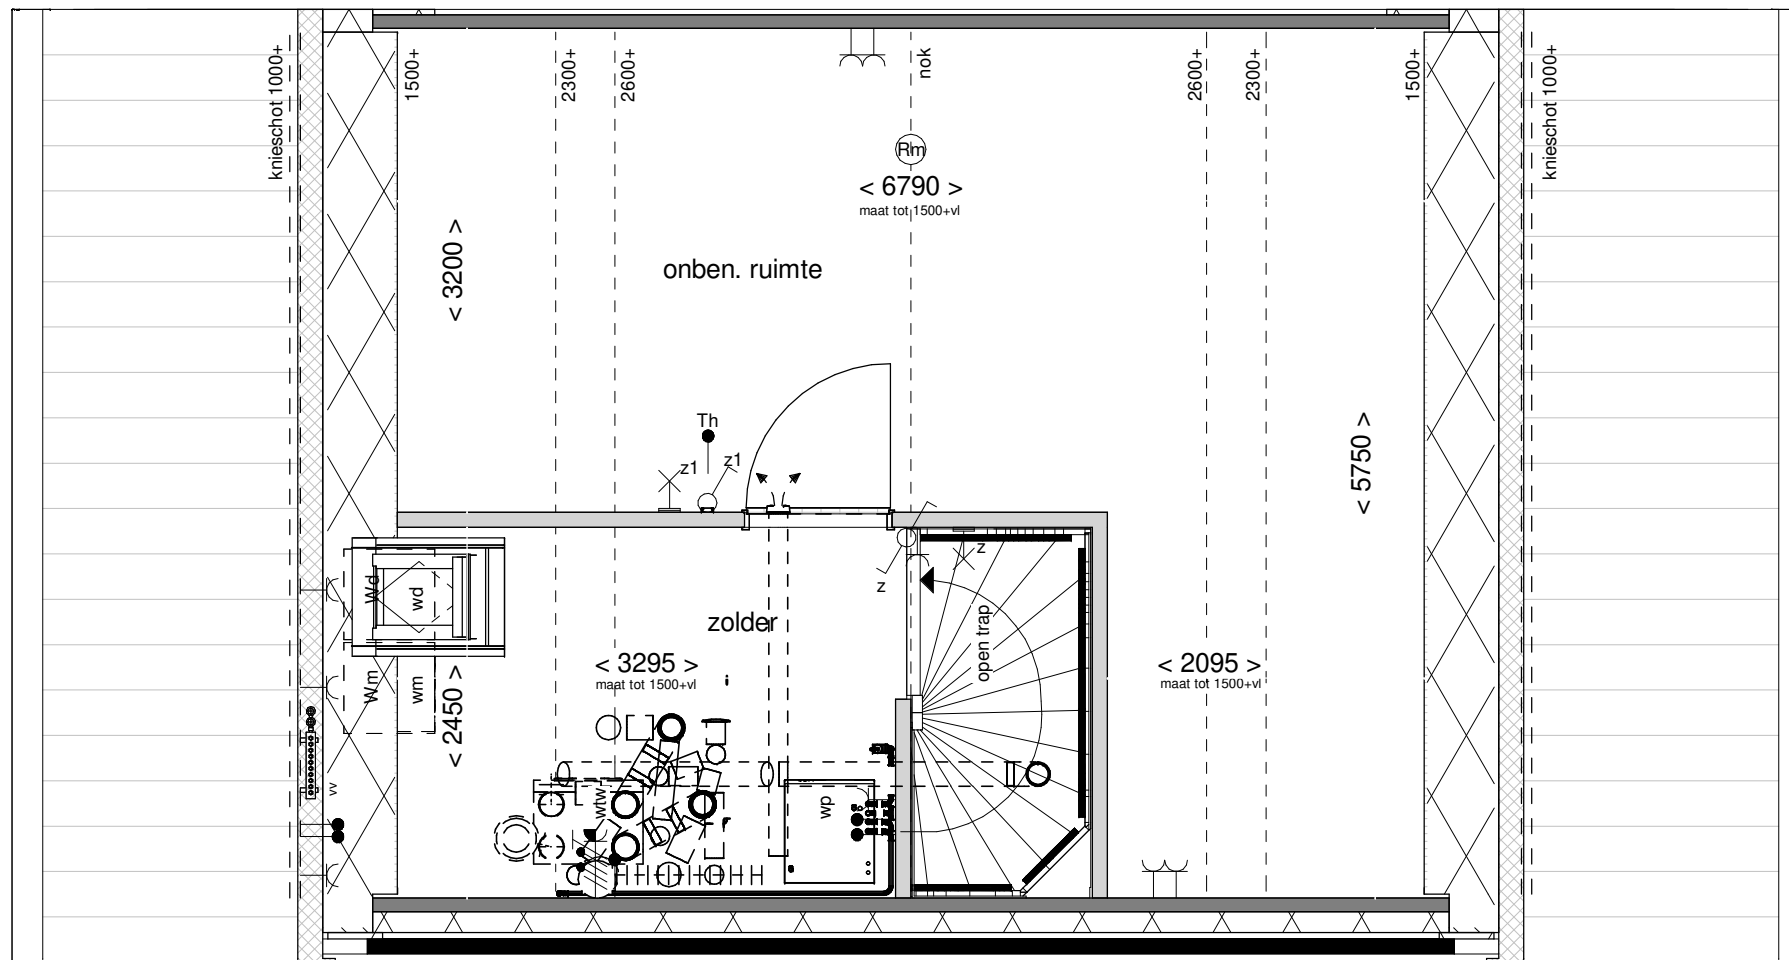 knieschot 1000+
1500+
2300+
2600+
nok
2600+
2300+
1500+
knieschot 1000+
Rm
< 6790 >
maat tot 1500+vl
< 3200 >
onben. ruimte
Th
z1
z1
< 5750 >
z
z
Wd
wd
open trap
zolder
< 3295 >
maat tot 1500+vl
< 2095 >
maat tot 1500+vl
Wm
wm
< 2450 >
wtw
wp